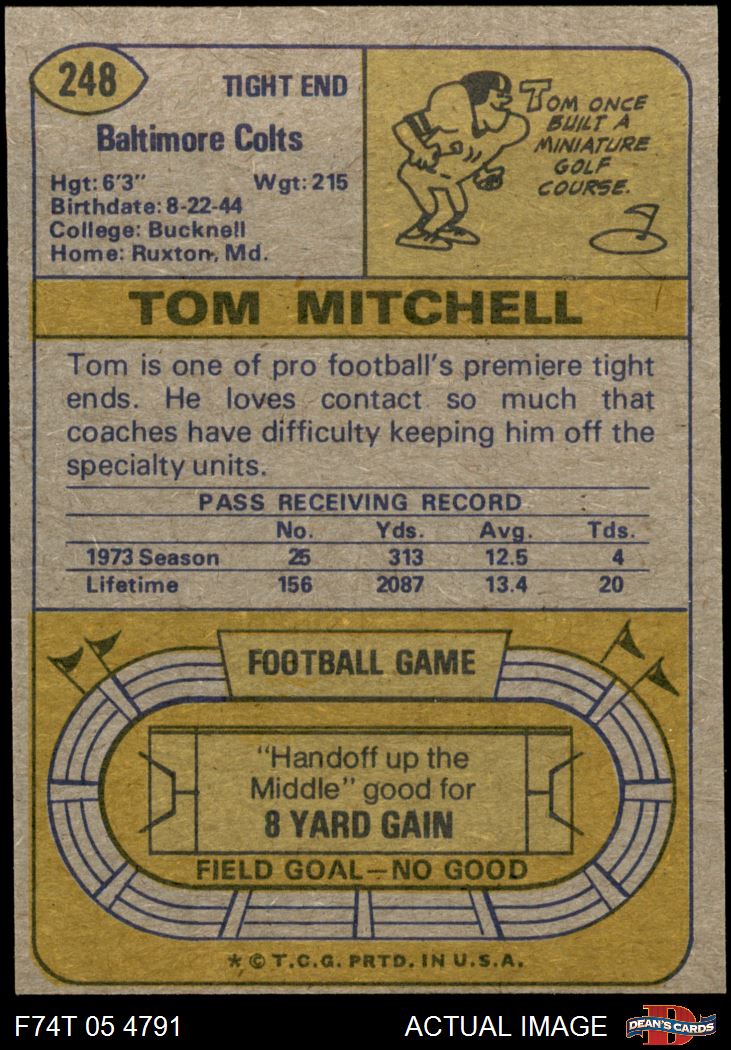 248
TIGHT END
Baltimore Colts
Hgt: 6'3" Wgt: 215
Birthdate: 8-22-44
College: Bucknell
Home: Ruxton, Md.
TOM ONCE
BUILT A
MINIATURE
GOLF
COURSE.
TOM MITCHELL
Tom is one of pro football's premiere tight
ends. He loves contact so much that
coaches have difficulty keeping him off the
specialty units.
PASS RECEIVING RECORD
No. Yds. Avg. Tds.
1973 Season 25 313 12.5 4
Lifetime 156 2087 13.4 20
FOOTBALL GAME
"Handoff up the
Middle" good for
8 YARD GAIN
FIELD GOAL—NO GOOD
* © T.C.G. PRTD. IN U.S.A.
F74T 05 4791 ACTUAL IMAGE
D
DEAN'S CARDS